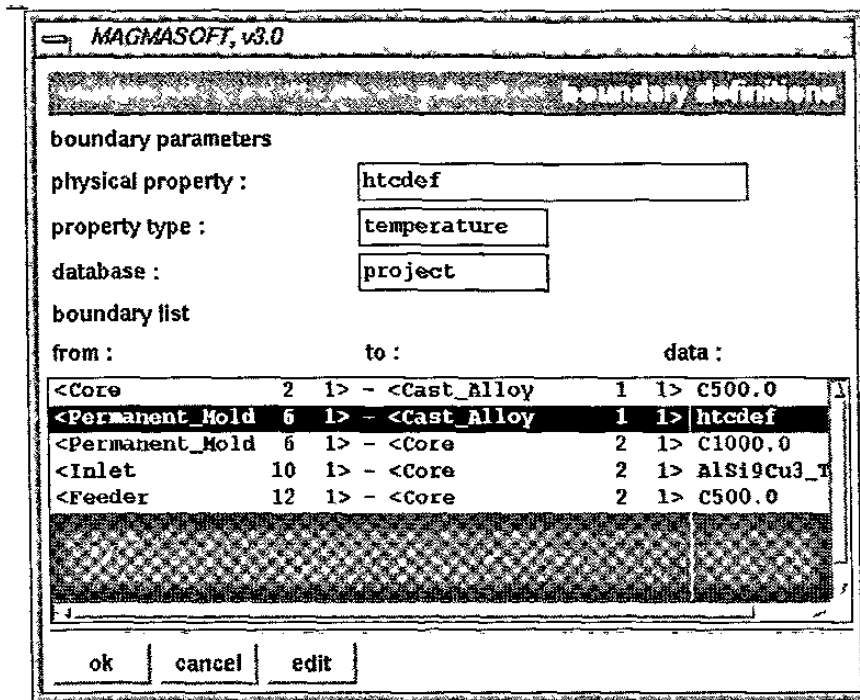 MAGMASOFT, v3.0
boundary definitions
boundary parameters
physical property : htcdef
property type : temperature
database : project
boundary list
from : to : data :
<Core 2 1> - <Cast_Alloy 1 1> C500.0
<Permanent_Mold 6 1> - <Cast_Alloy 1 1> htcdef
<Permanent_Mold 6 1> - <Core 2 1> C1000.0
<Inlet 10 1> - <Core 2 1> AlSi9Cu3_T
<Feeder 12 1> - <Core 2 1> C500.0
ok cancel edit